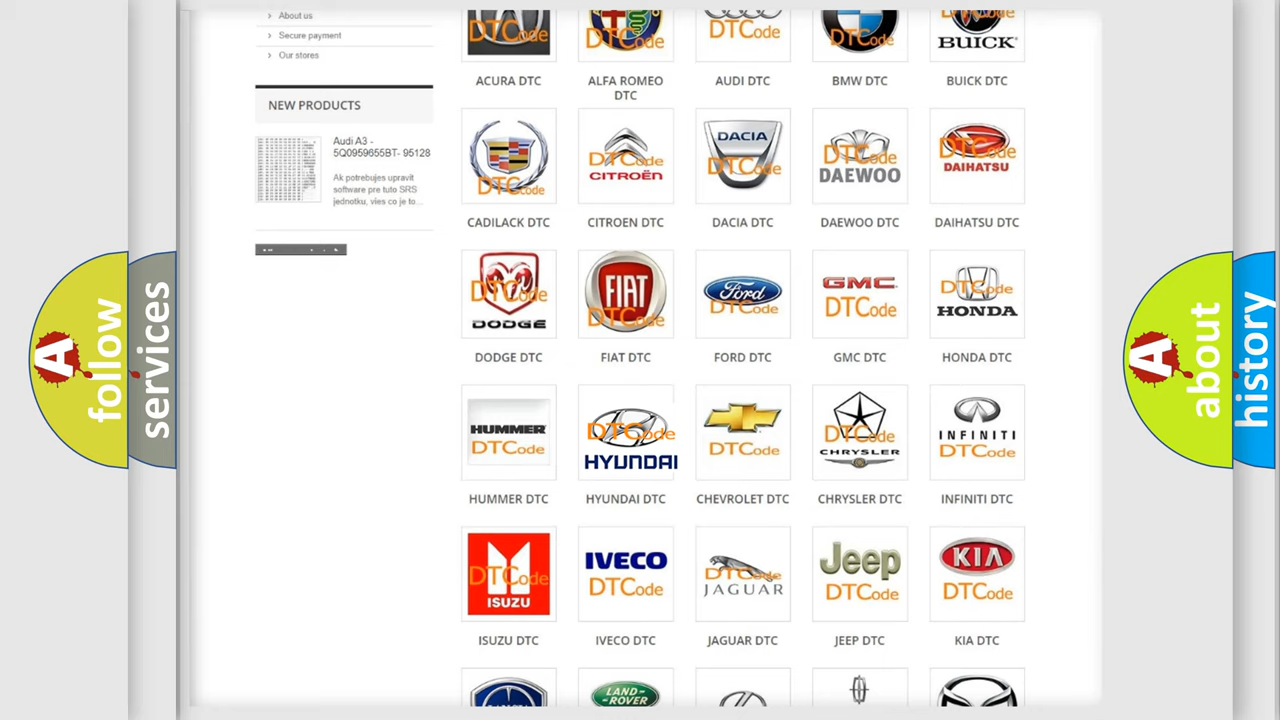 About us
Secure payment
Our stores
NEW PRODUCTS
Audi A3 -
5Q0959655BT- 95128
Ak potrebujes upravit
software pre tuto SRS
jednotku, vies co je to...
DTCode
DTCode
DTCode
DTCode
BUICK
ACURA DTC
ALFA ROMEO
DTC
AUDI DTC
BMW DTC
BUICK DTC
DTCode
DTCode
CITROËN
DACIA
DTCode
DTCode
DAEWOO
DTCode
DAIHATSU
CADILACK DTC
CITROEN DTC
DACIA DTC
DAEWOO DTC
DAIHATSU DTC
DTCode
DODGE
FIAT
DTCode
Ford
DTCode
GMC
DTCode
DTCode
HONDA
DODGE DTC
FIAT DTC
FORD DTC
GMC DTC
HONDA DTC
HUMMER
DTCode
DTCode
HYUNDAI
DTCode
DTCode
CHRYSLER
INFINITI
DTCode
HUMMER DTC
HYUNDAI DTC
CHEVROLET DTC
CHRYSLER DTC
INFINITI DTC
DTCode
ISUZU
IVECO
DTCode
DTCode
JAGUAR
Jeep
DTCode
KIA
DTCode
ISUZU DTC
IVECO DTC
JAGUAR DTC
JEEP DTC
KIA DTC
LAND-
ROVER
A
follow
services
A
about
history